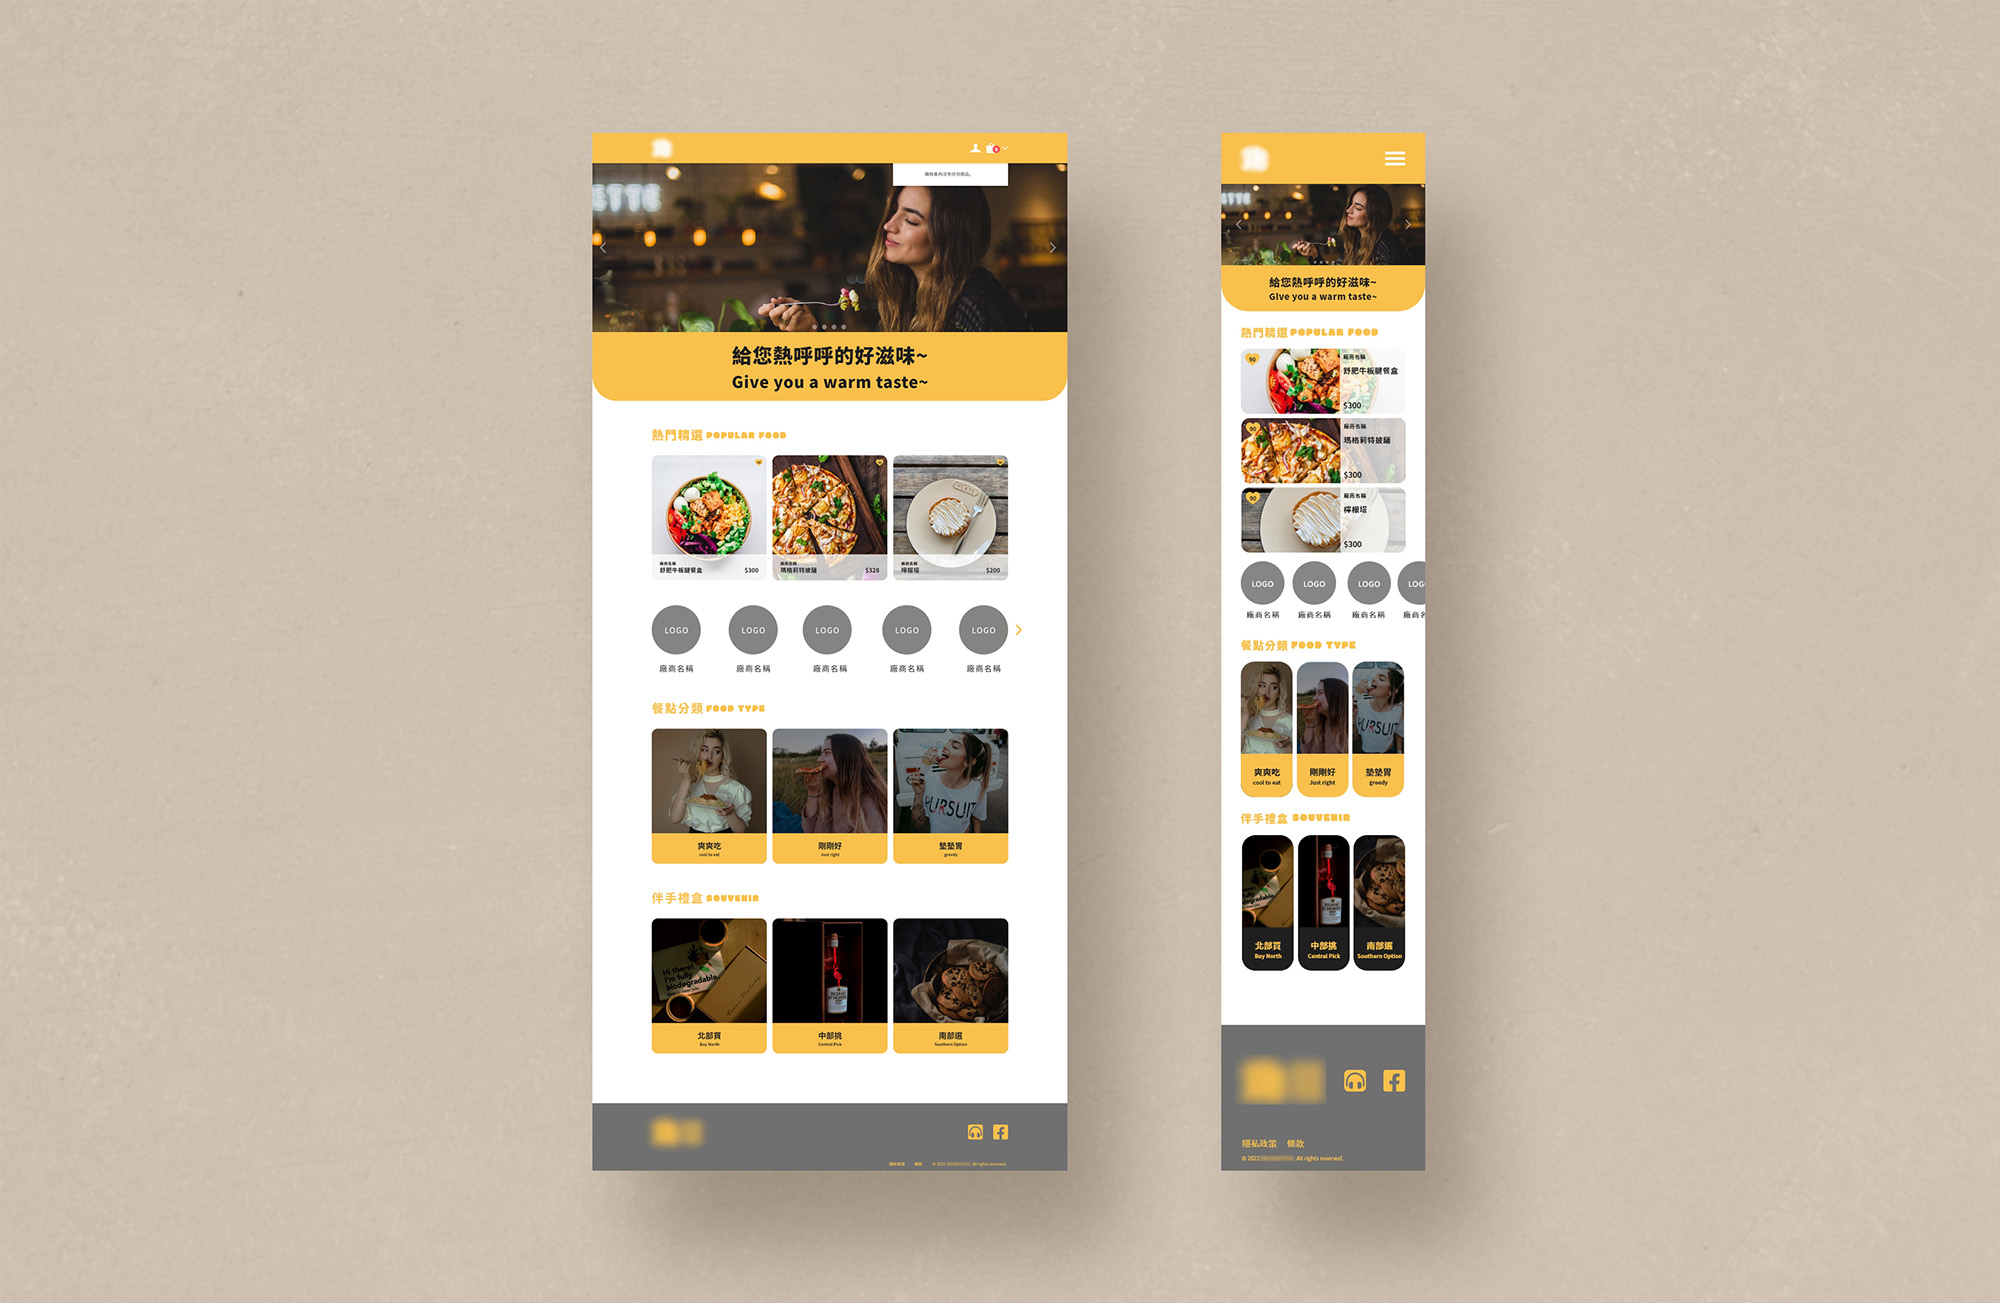 0
購物車內沒有任何商品。
ETTE
給您熱呼呼的好滋味~
Give you a warm taste~
熱門精選 POPULAR FOOD
廠商名稱
舒肥牛板腱餐盒 $300
廠商名稱
瑪格莉特披薩 $328
廠商名稱
檸檬塔 $200
LOGO LOGO LOGO LOGO LOGO
廠商名稱 廠商名稱 廠商名稱 廠商名稱 廠商名稱
餐點分類 FOOD TYPE
PURSUIT
爽爽吃 剛剛好 墊墊胃
cool to eat Just right greedy
伴手禮盒 SOUVENIR
Hi there!
I'm fully
biodegradable.
北部買 中部挑 南部選
Buy North Central Pick Southern Option
隱私政策 條款 © 2022 All rights reserved.
給您熱呼呼的好滋味~
Give you a warm taste~
熱門精選 POPULAR FOOD
90
廠商名稱
舒肥牛板腱餐盒
$300
90
廠商名稱
瑪格莉特披薩
$300
90
廠商名稱
檸檬塔
$300
LOGO LOGO LOGO LOG
廠商名稱 廠商名稱 廠商名稱 廠商名
餐點分類 FOOD TYPE
PURSUIT
爽爽吃 剛剛好 墊墊胃
cool to eat Just right greedy
伴手禮盒 SOUVENIR
北部買 中部挑 南部選
Buy North Central Pick Southern Option
隱私政策 條款
© 2022 All rights reserved.